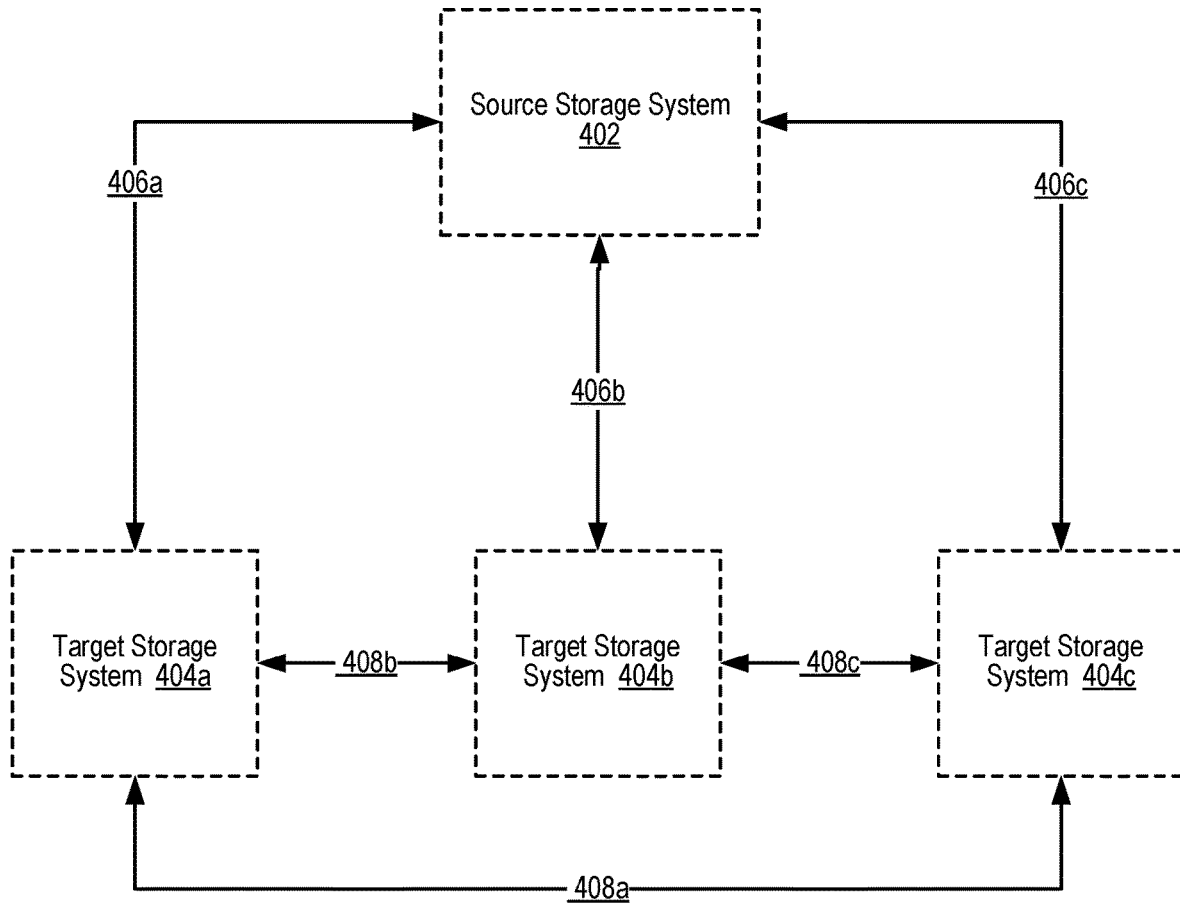 Source Storage System
402
406a
406c
406b
Target Storage
System 404a
408b
Target Storage
System 404b
408c
Target Storage
System 404c
408a